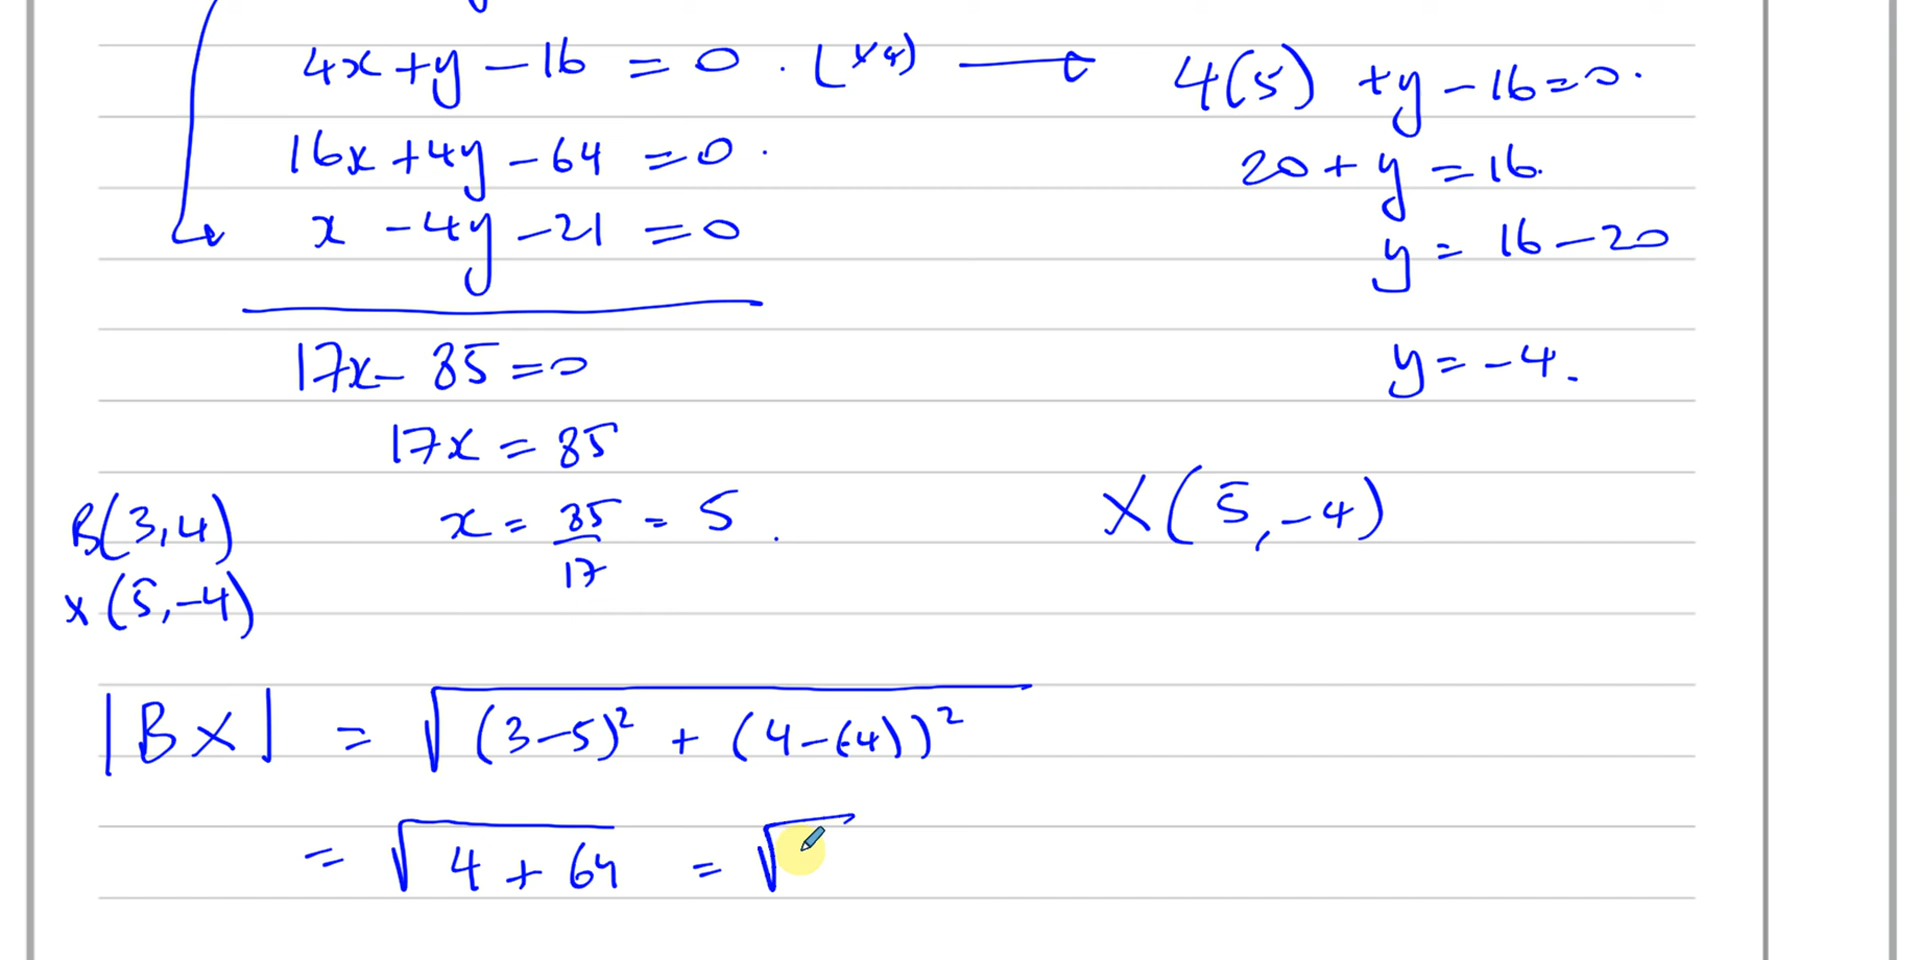 4x + y - 16 = 0 . (x4) → 4(5) + y - 16 = 0.
16x + 4y - 64 = 0 . 20 + y = 16.
x - 4y - 21 = 0 y = 16 - 20
17x - 85 = 0 y = -4.
17x = 85
B(3,4) x = 85/17 = 5 . X(5,-4)
X(5,-4)
|BX| = √((3-5)² + (4-(-4))²
= √(4 + 64) = √